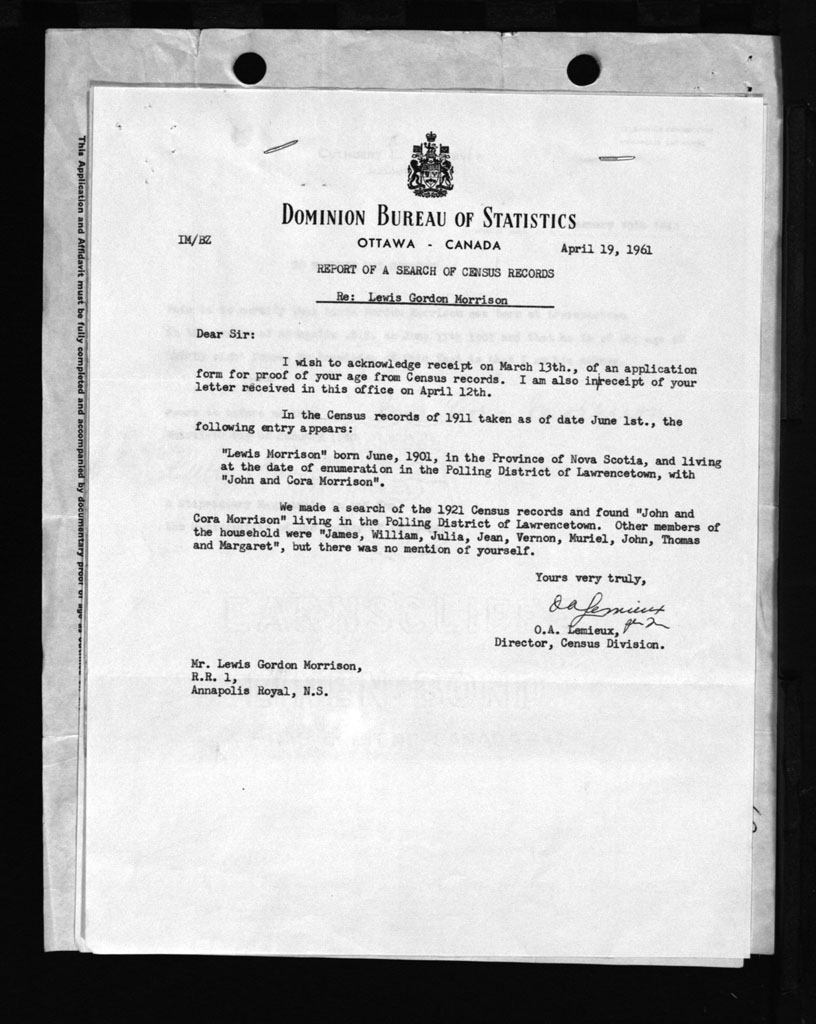 DOMINION BUREAU OF STATISTICS
OTTAWA - CANADA
IM/BZ
April 19, 1961
REPORT OF A SEARCH OF CENSUS RECORDS
Re: Lewis Gordon Morrison
Dear Sir:
I wish to acknowledge receipt on March 13th., of an application
form for proof of your age from Census records. I am also in/receipt of your
letter received in this office on April 12th.
In the Census records of 1911 taken as of date June 1st., the
following entry appears:
"Lewis Morrison" born June, 1901, in the Province of Nova Scotia, and living
at the date of enumeration in the Polling District of Lawrencetown, with
"John and Cora Morrison".
We made a search of the 1921 Census records and found "John and
Cora Morrison" living in the Polling District of Lawrencetown. Other members of
the household were "James, William, Julia, Jean, Vernon, Muriel, John, Thomas
and Margaret", but there was no mention of yourself.
Yours very truly,
OA Lemieux
O.A. Lemieux,
Director, Census Division.
Mr. Lewis Gordon Morrison,
R.R. 1,
Annapolis Royal, N.S.
This Application and Affidavit must be fully completed and accompanied by documentary proof of age as